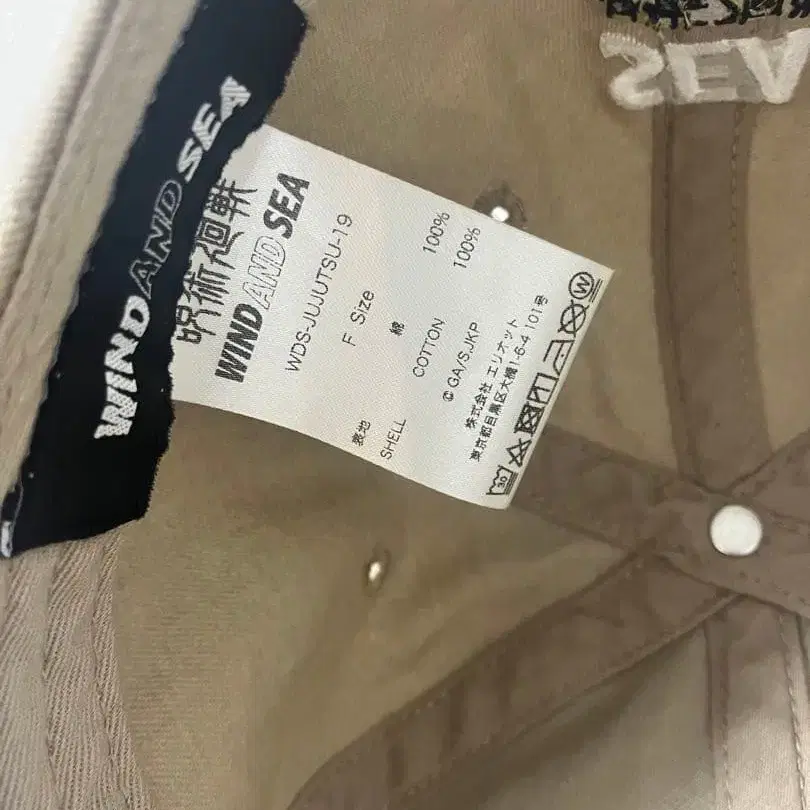 WIND AND SEA
呪術廻戦
WIND AND SEA
WDS-JUJUTSU-19
F Size
表地 綿 100%
SHELL COTTON 100%
©GA/S,JKP
株式会社 エリオット
東京都目黒区大橋1-6-4 101号
30
W
SEV